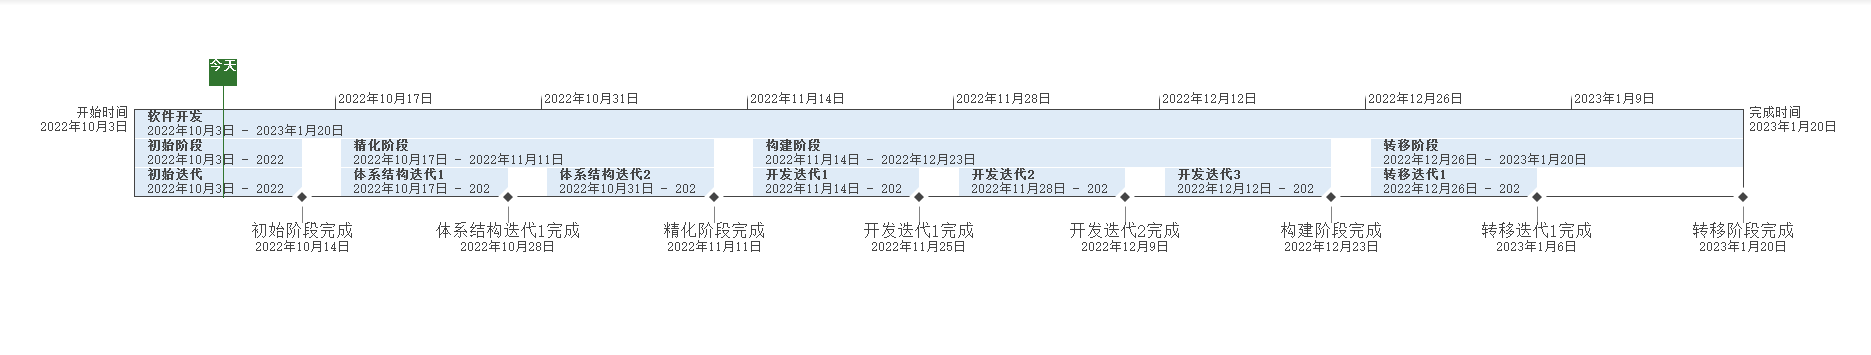 今天
2022年10月17日
2022年10月31日
2022年11月14日
2022年11月28日
2022年12月12日
2022年12月26日
2023年1月9日
开始时间
2022年10月3日
软件开发
2022年10月3日 - 2023年1月20日
完成时间
2023年1月20日
初始阶段
2022年10月3日 - 2022
精化阶段
2022年10月17日 - 2022年11月11日
构建阶段
2022年11月14日 - 2022年12月23日
转移阶段
2022年12月26日 - 2023年1月20日
初始迭代
2022年10月3日 - 2022
体系结构迭代1
2022年10月17日 - 202
体系结构迭代2
2022年10月31日 - 202
开发迭代1
2022年11月14日 - 202
开发迭代2
2022年11月28日 - 202
开发迭代3
2022年12月12日 - 202
转移迭代1
2022年12月26日 - 202
初始阶段完成
2022年10月14日
体系结构迭代1完成
2022年10月28日
精化阶段完成
2022年11月11日
开发迭代1完成
2022年11月25日
开发迭代2完成
2022年12月9日
构建阶段完成
2022年12月23日
转移迭代1完成
2023年1月6日
转移阶段完成
2023年1月20日